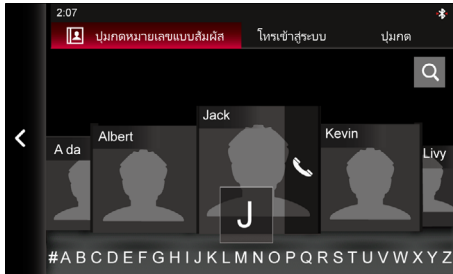 2:07
ปุ่มกดหมายเลขแบบสัมผัส โทรเข้าสู่ระบบ ปุ่มกด
Jack
Albert Kevin
A da Livy
J
#ABCDEFGHIJKLMNOPQRSTUVWXYZ